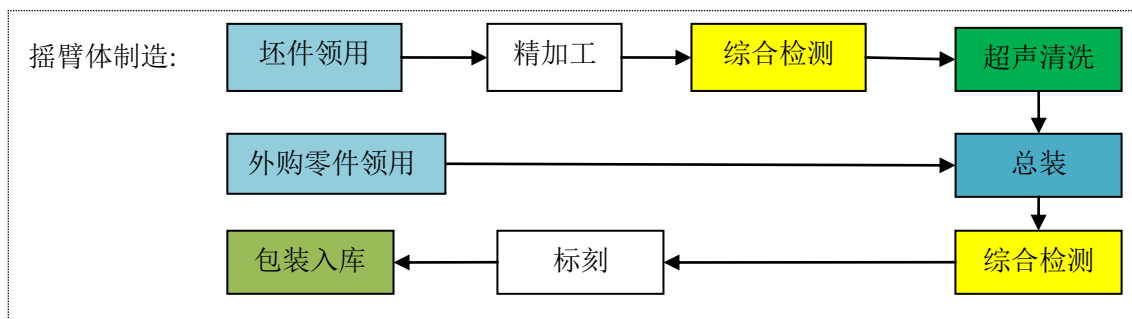 摇臂体制造:
坯件领用
精加工
综合检测
超声清洗
外购零件领用
总装
包装入库
标刻
综合检测